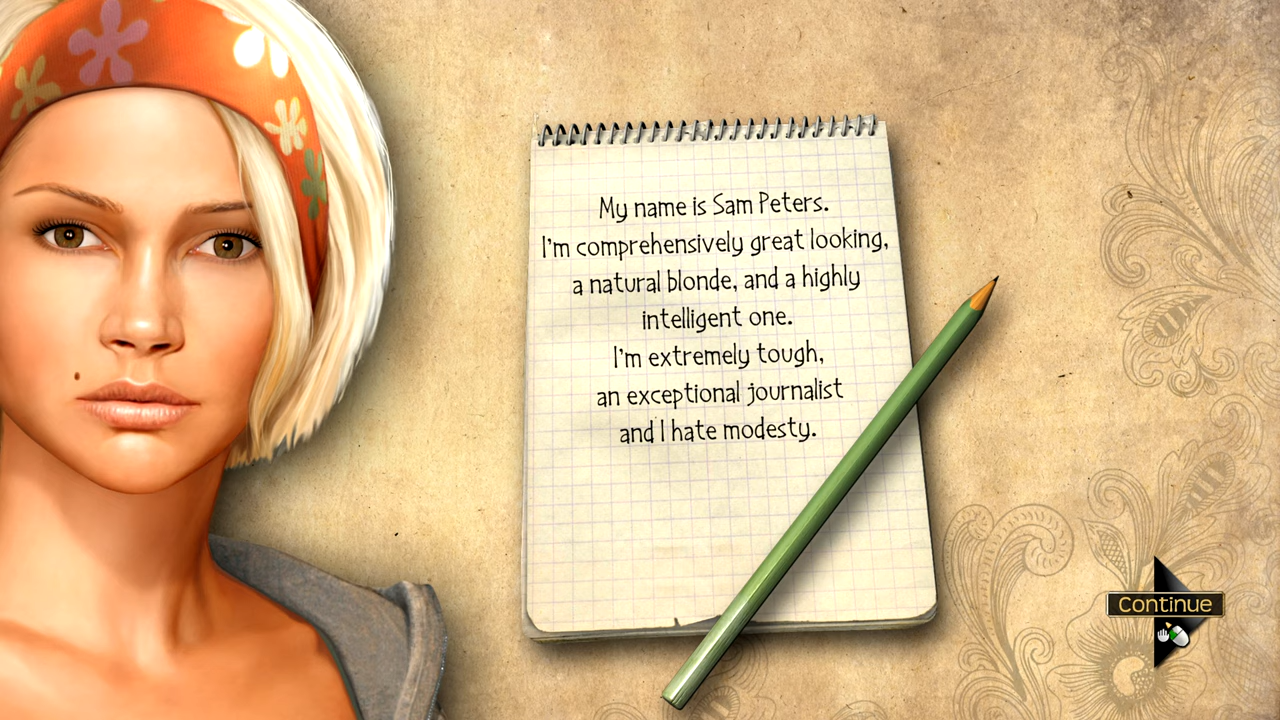 My name is Sam Peters.
I'm comprehensively great looking,
a natural blonde, and a highly
intelligent one.
I'm extremely tough,
an exceptional journalist
and I hate modesty.
Continue